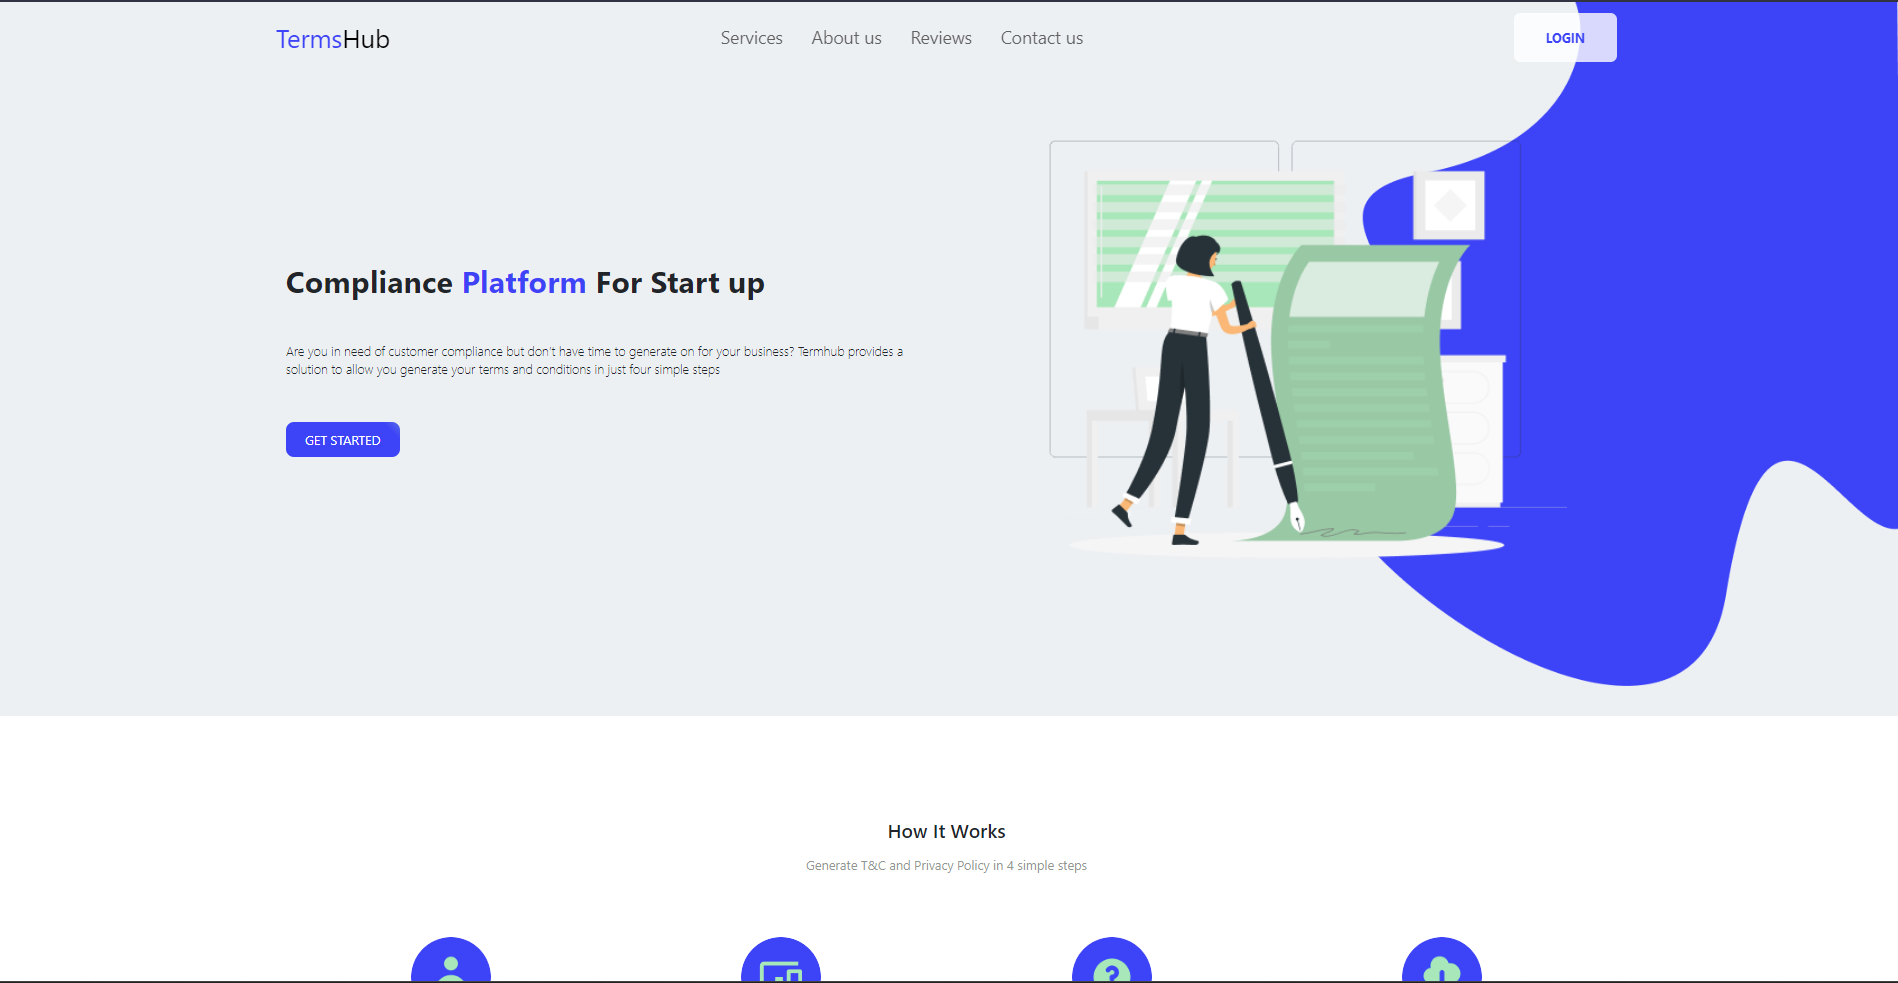 TermsHub
Services
About us
Reviews
Contact us
LOGIN
Compliance Platform For Start up
Are you in need of customer compliance but don't have time to generate on for your business? Termhub provides a
solution to allow you generate your terms and conditions in just four simple steps
GET STARTED
How It Works
Generate T&C and Privacy Policy in 4 simple steps
?